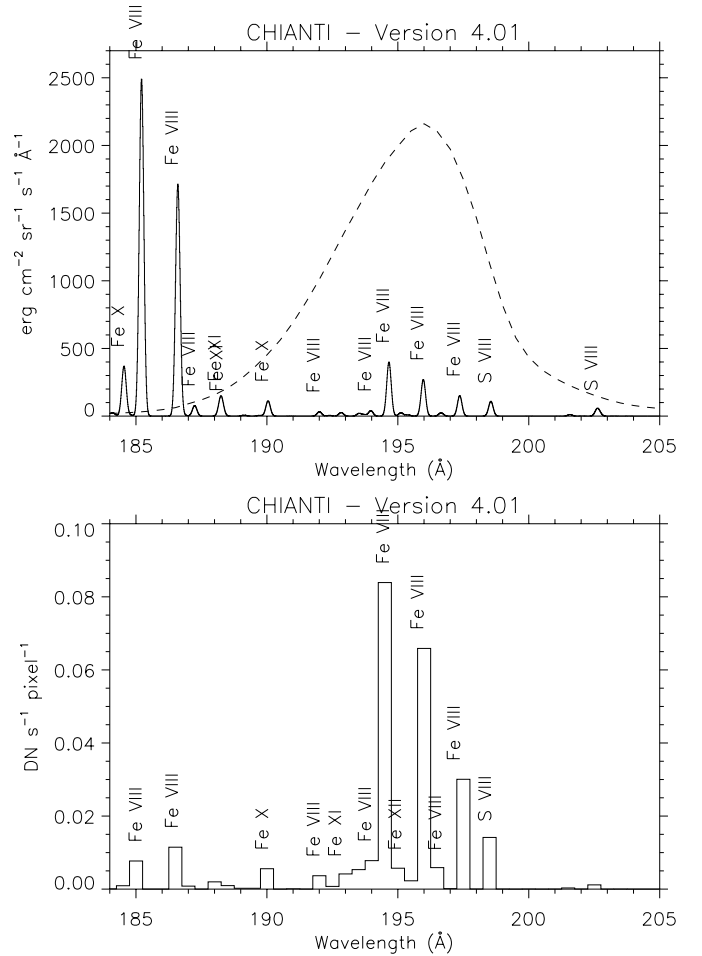 CHIANTI – Version 4.01
Fe VIII
Fe VIII
Fe X
Fe VIII
Fe XI
Fe XI
Fe X
Fe VIII
Fe VIII
Fe VIII
Fe VIII
Fe VIII
S VIII
S VIII
erg cm⁻² sr⁻¹ s⁻¹ Å⁻¹
2500
2000
1500
1000
500
0
185 190 195 200 205
Wavelength (Å)
CHIANTI – Version 4.01
Fe VIII
Fe VIII
Fe X
Fe VIII
Fe XI
Fe VIII
Fe VIII
Fe XII
Fe VIII
Fe VIII
Fe VIII
S VIII
DN s⁻¹ pixel⁻¹
0.10
0.08
0.06
0.04
0.02
0.00
185 190 195 200 205
Wavelength (Å)